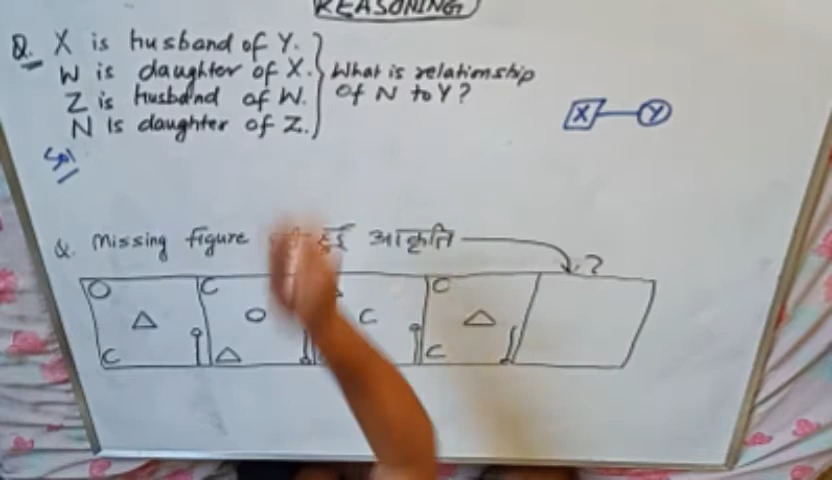 REASONING
Q. X is husband of Y.
W is daughter of X. What is relationship
Z is husband of W. of N to Y?
N is daughter of Z.
X Y
Sol
Q. Missing figure हुई आकृति ?
O C C C
Δ O C Δ
C Δ C